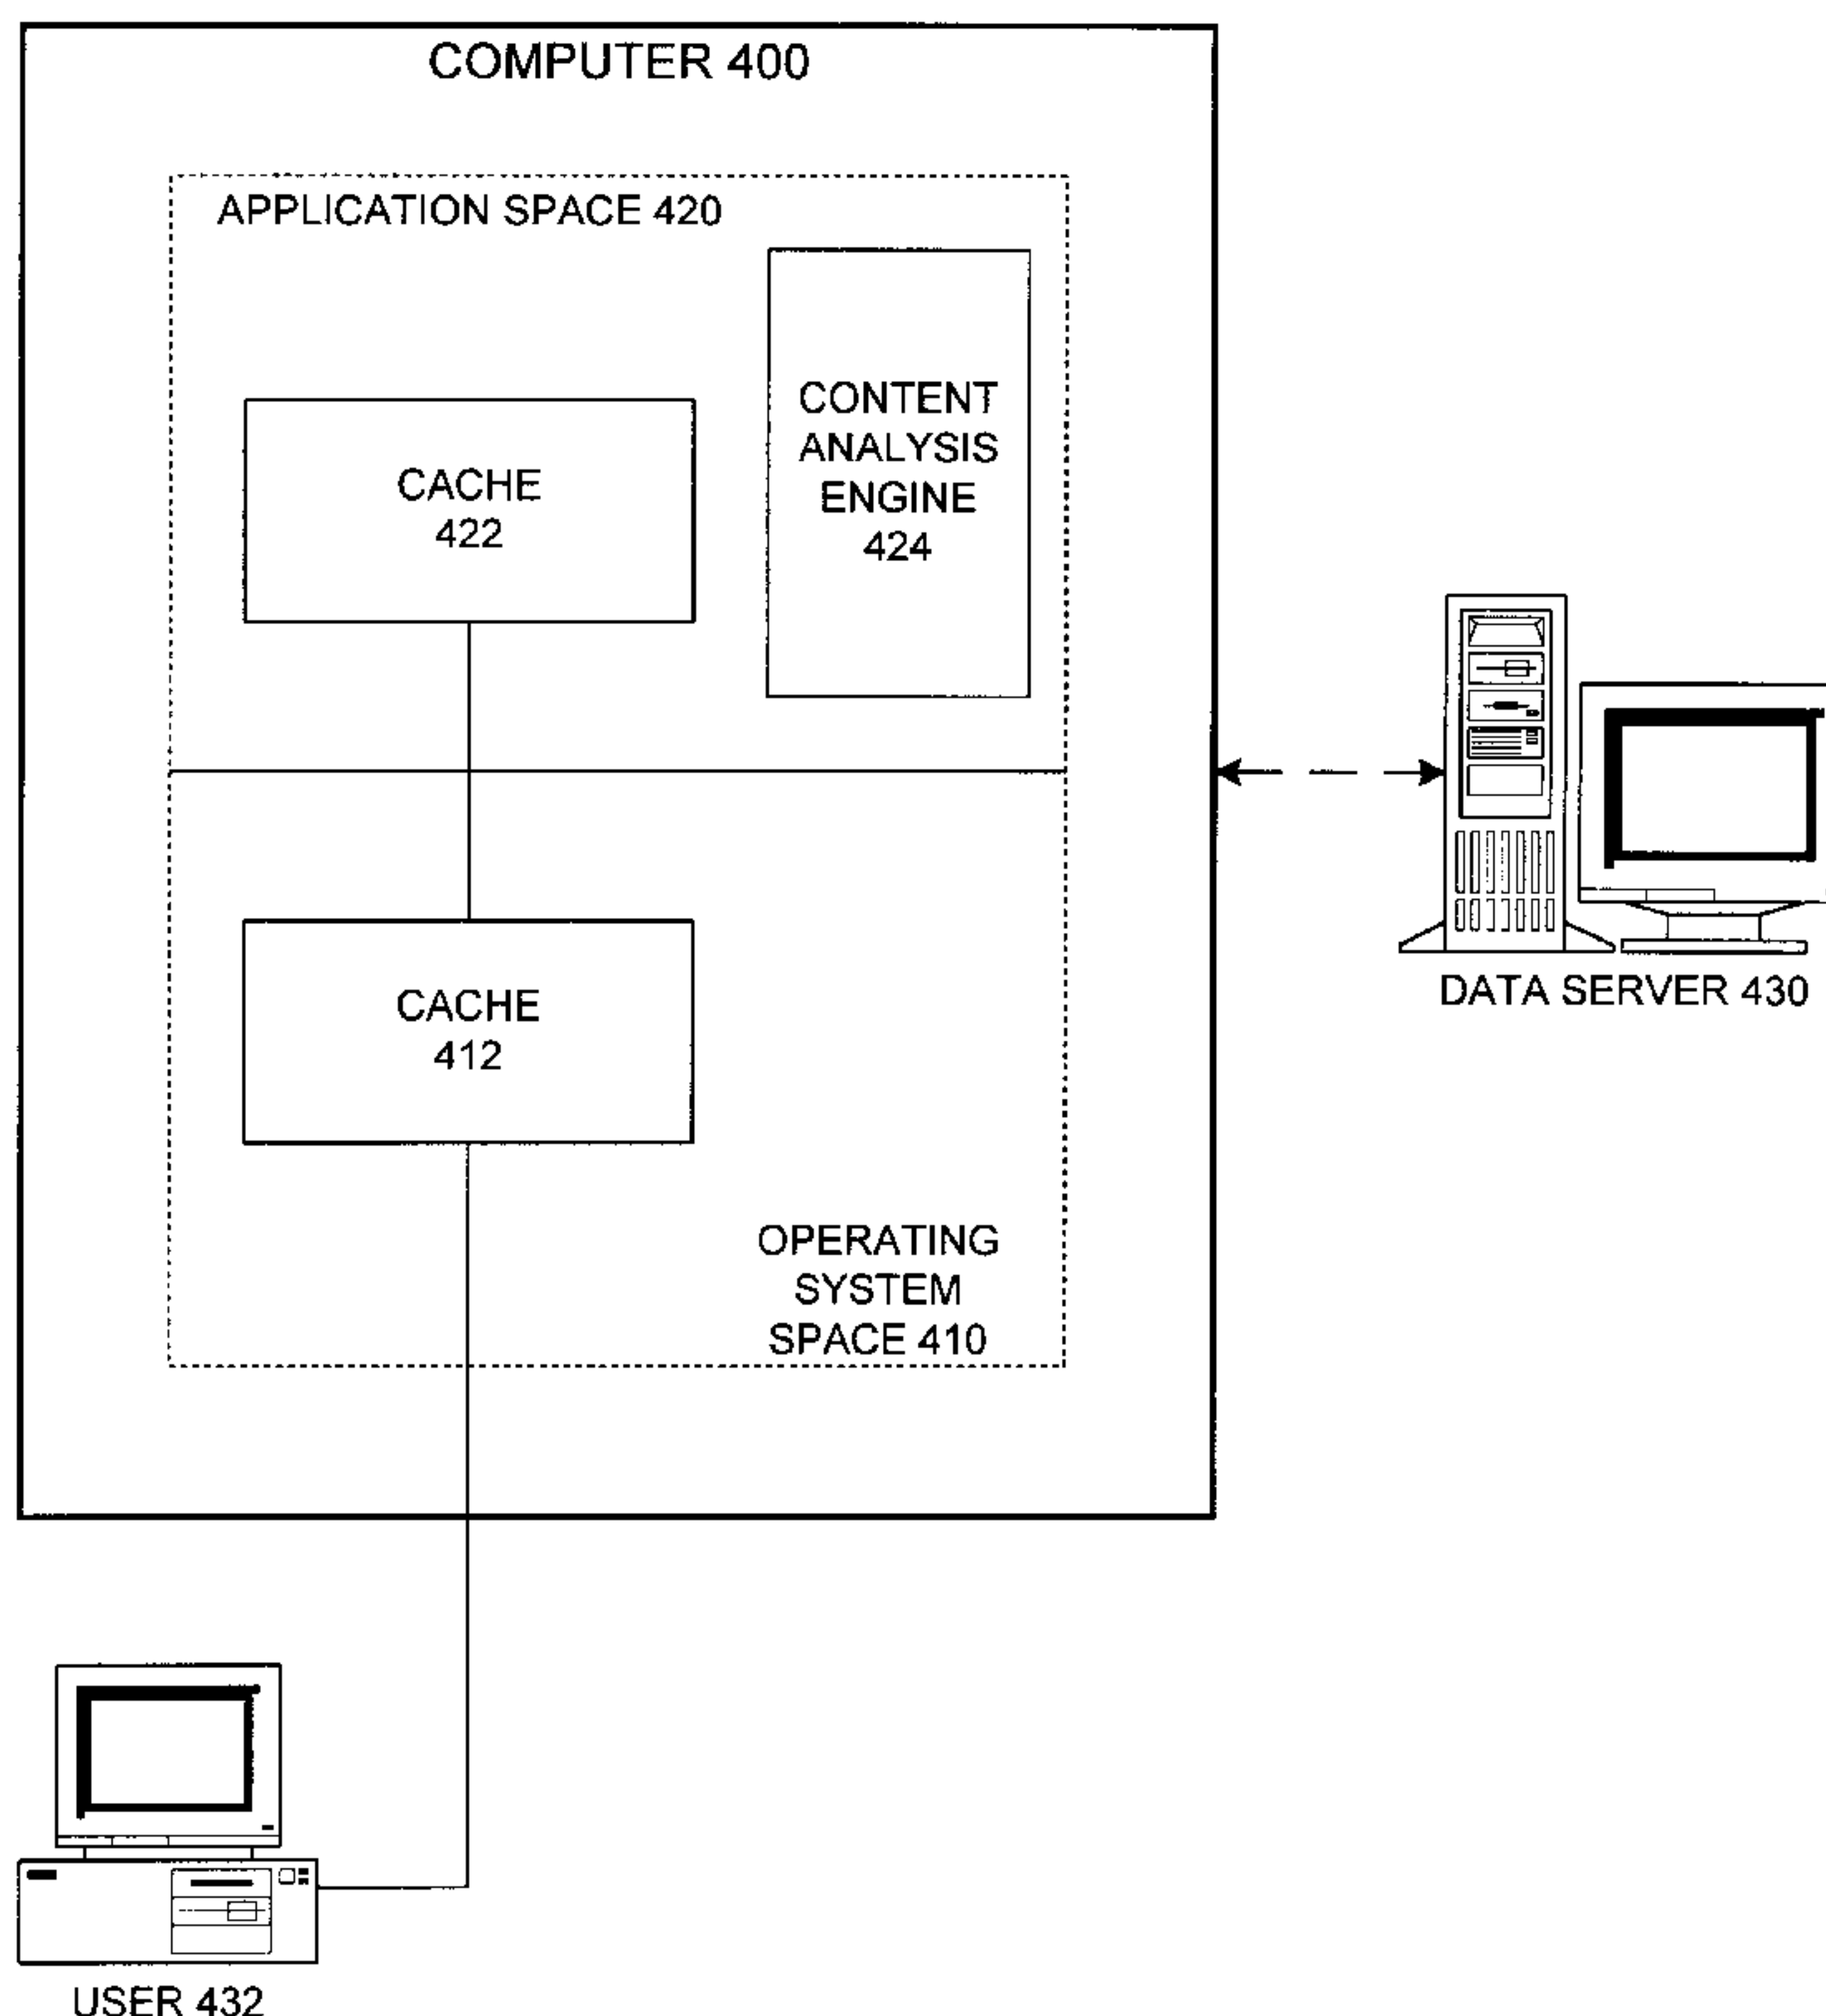 COMPUTER 400
APPLICATION SPACE 420
CONTENT
ANALYSIS
ENGINE
424
CACHE
422
CACHE
412
OPERATING
SYSTEM
SPACE 410
DATA SERVER 430
USER 432